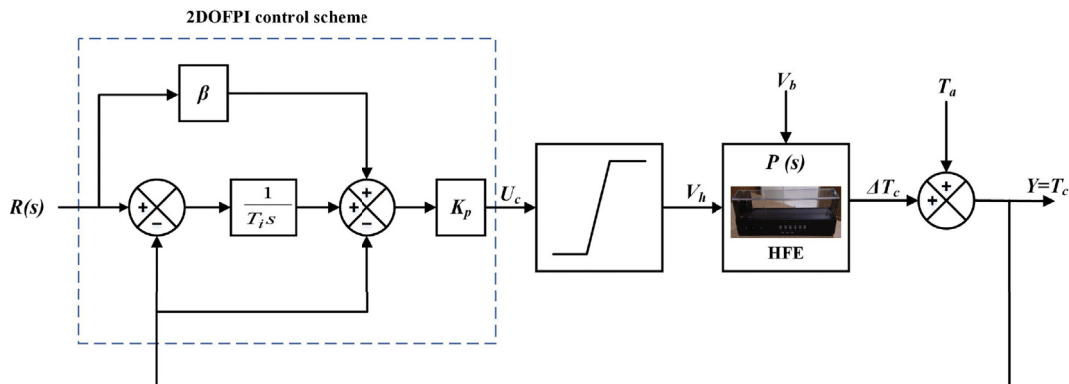 2DOFPI control scheme
β
V_b
T_a
P (s)
R(s)
+
−
1
T_i s
+
+
−
K_p
U_c
V_h
HFE
ΔT_c
+
+
Y=T_c